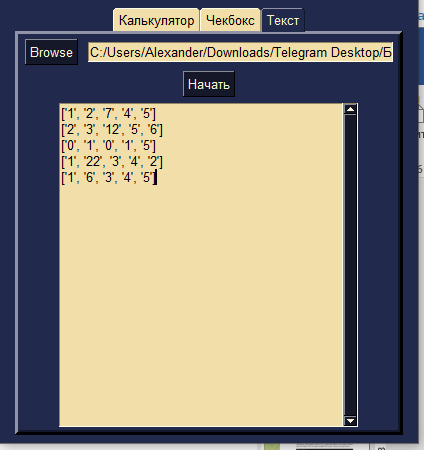 Калькулятор Чекбокс Текст
Browse C:/Users/Alexander/Downloads/Telegram Desktop/Б
Начать
['1', '2', '7', '4', '5']
['2', '3', '12', '5', '6']
['0', '1', '0', '1', '5']
['1', '22', '3', '4', '2']
['1', '6', '3', '4', '5']